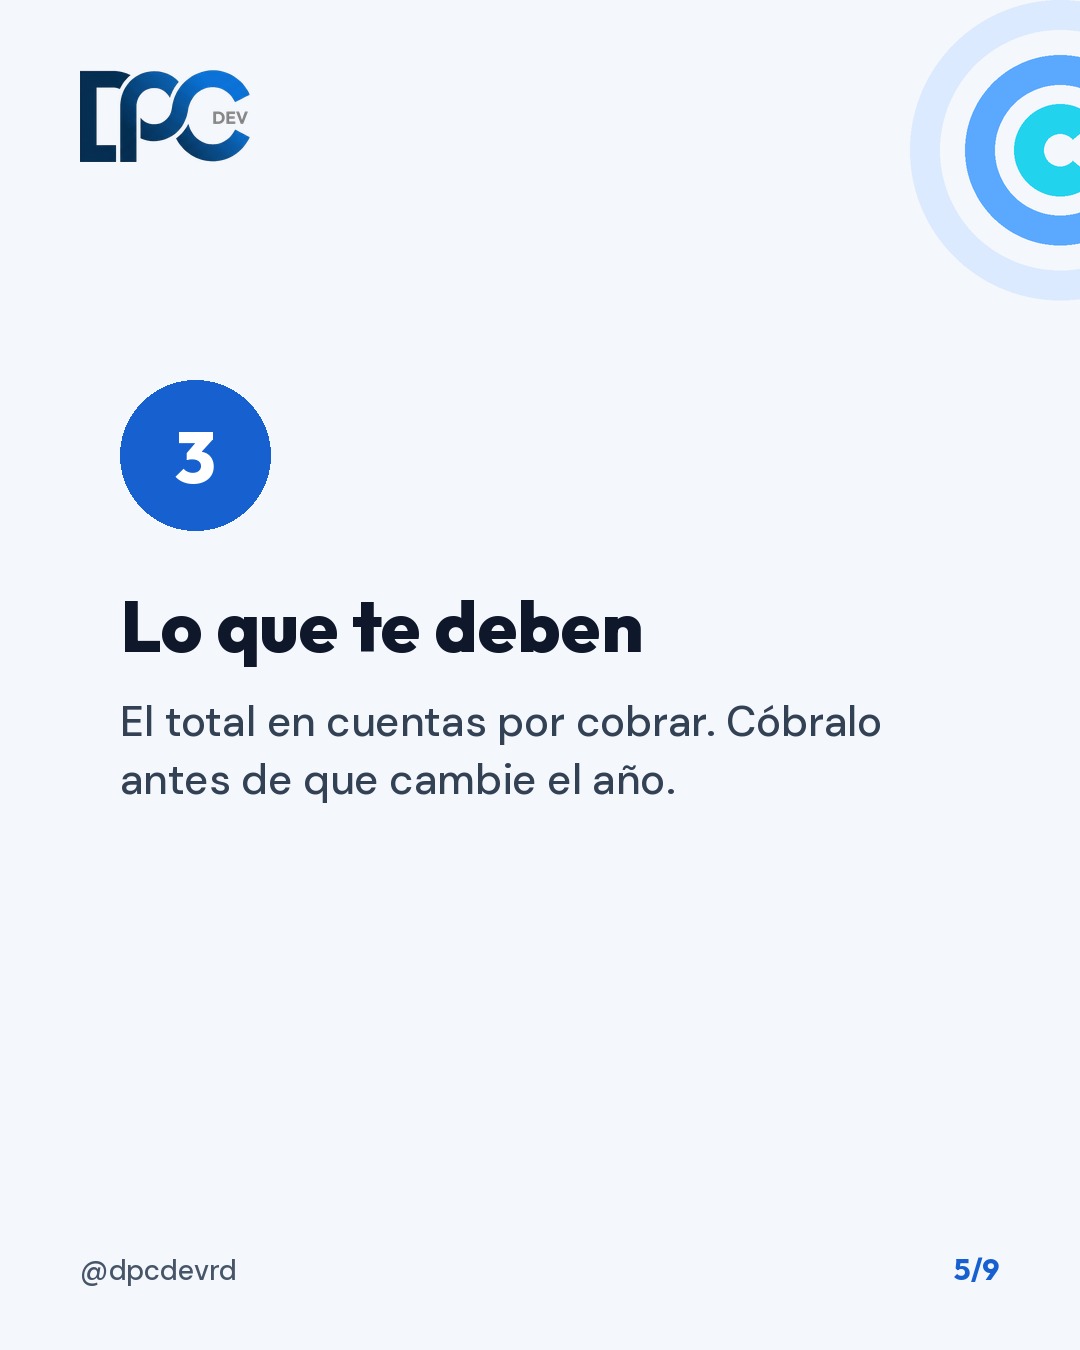 DPC
DEV
3
Lo que te deben
El total en cuentas por cobrar. Cóbralo
antes de que cambie el año.
@dpcdevrd
5/9